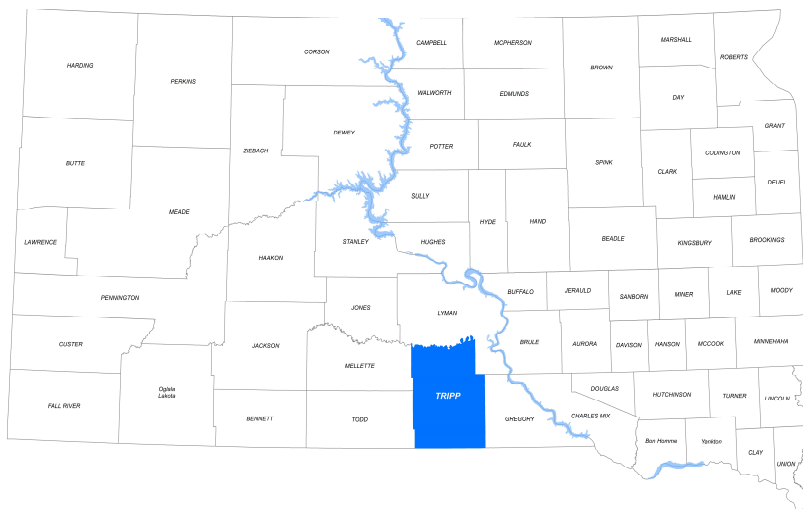 CORSON
CAMPBELL
MCPHERSON
MARSHALL
ROBERTS
HARDING
PERKINS
BROWN
WALWORTH
EDMUNDS
DAY
DEWEY
GRANT
ZIEBACH
POTTER
FAULK
SPINK
CODINGTON
BUTTE
CLARK
DEUEL
SULLY
HAMLIN
MEADE
HYDE
HAND
LAWRENCE
STANLEY
HUGHES
BEADLE
KINGSBURY
BROOKINGS
HAAKON
PENNINGTON
BUFFALO
JERAULD
SANBORN
MINER
LAKE
MOODY
JONES
LYMAN
CUSTER
JACKSON
BRULE
AURORA
DAVISON
HANSON
MCCOOK
MINNEHAHA
MELLETTE
Oglala
Lakota
TRIPP
DOUGLAS
HUTCHINSON
TURNER
LINCOLN
FALL RIVER
BENNETT
TODD
GREGORY
CHARLES MIX
Bon Homme
Yankton
CLAY
UNION